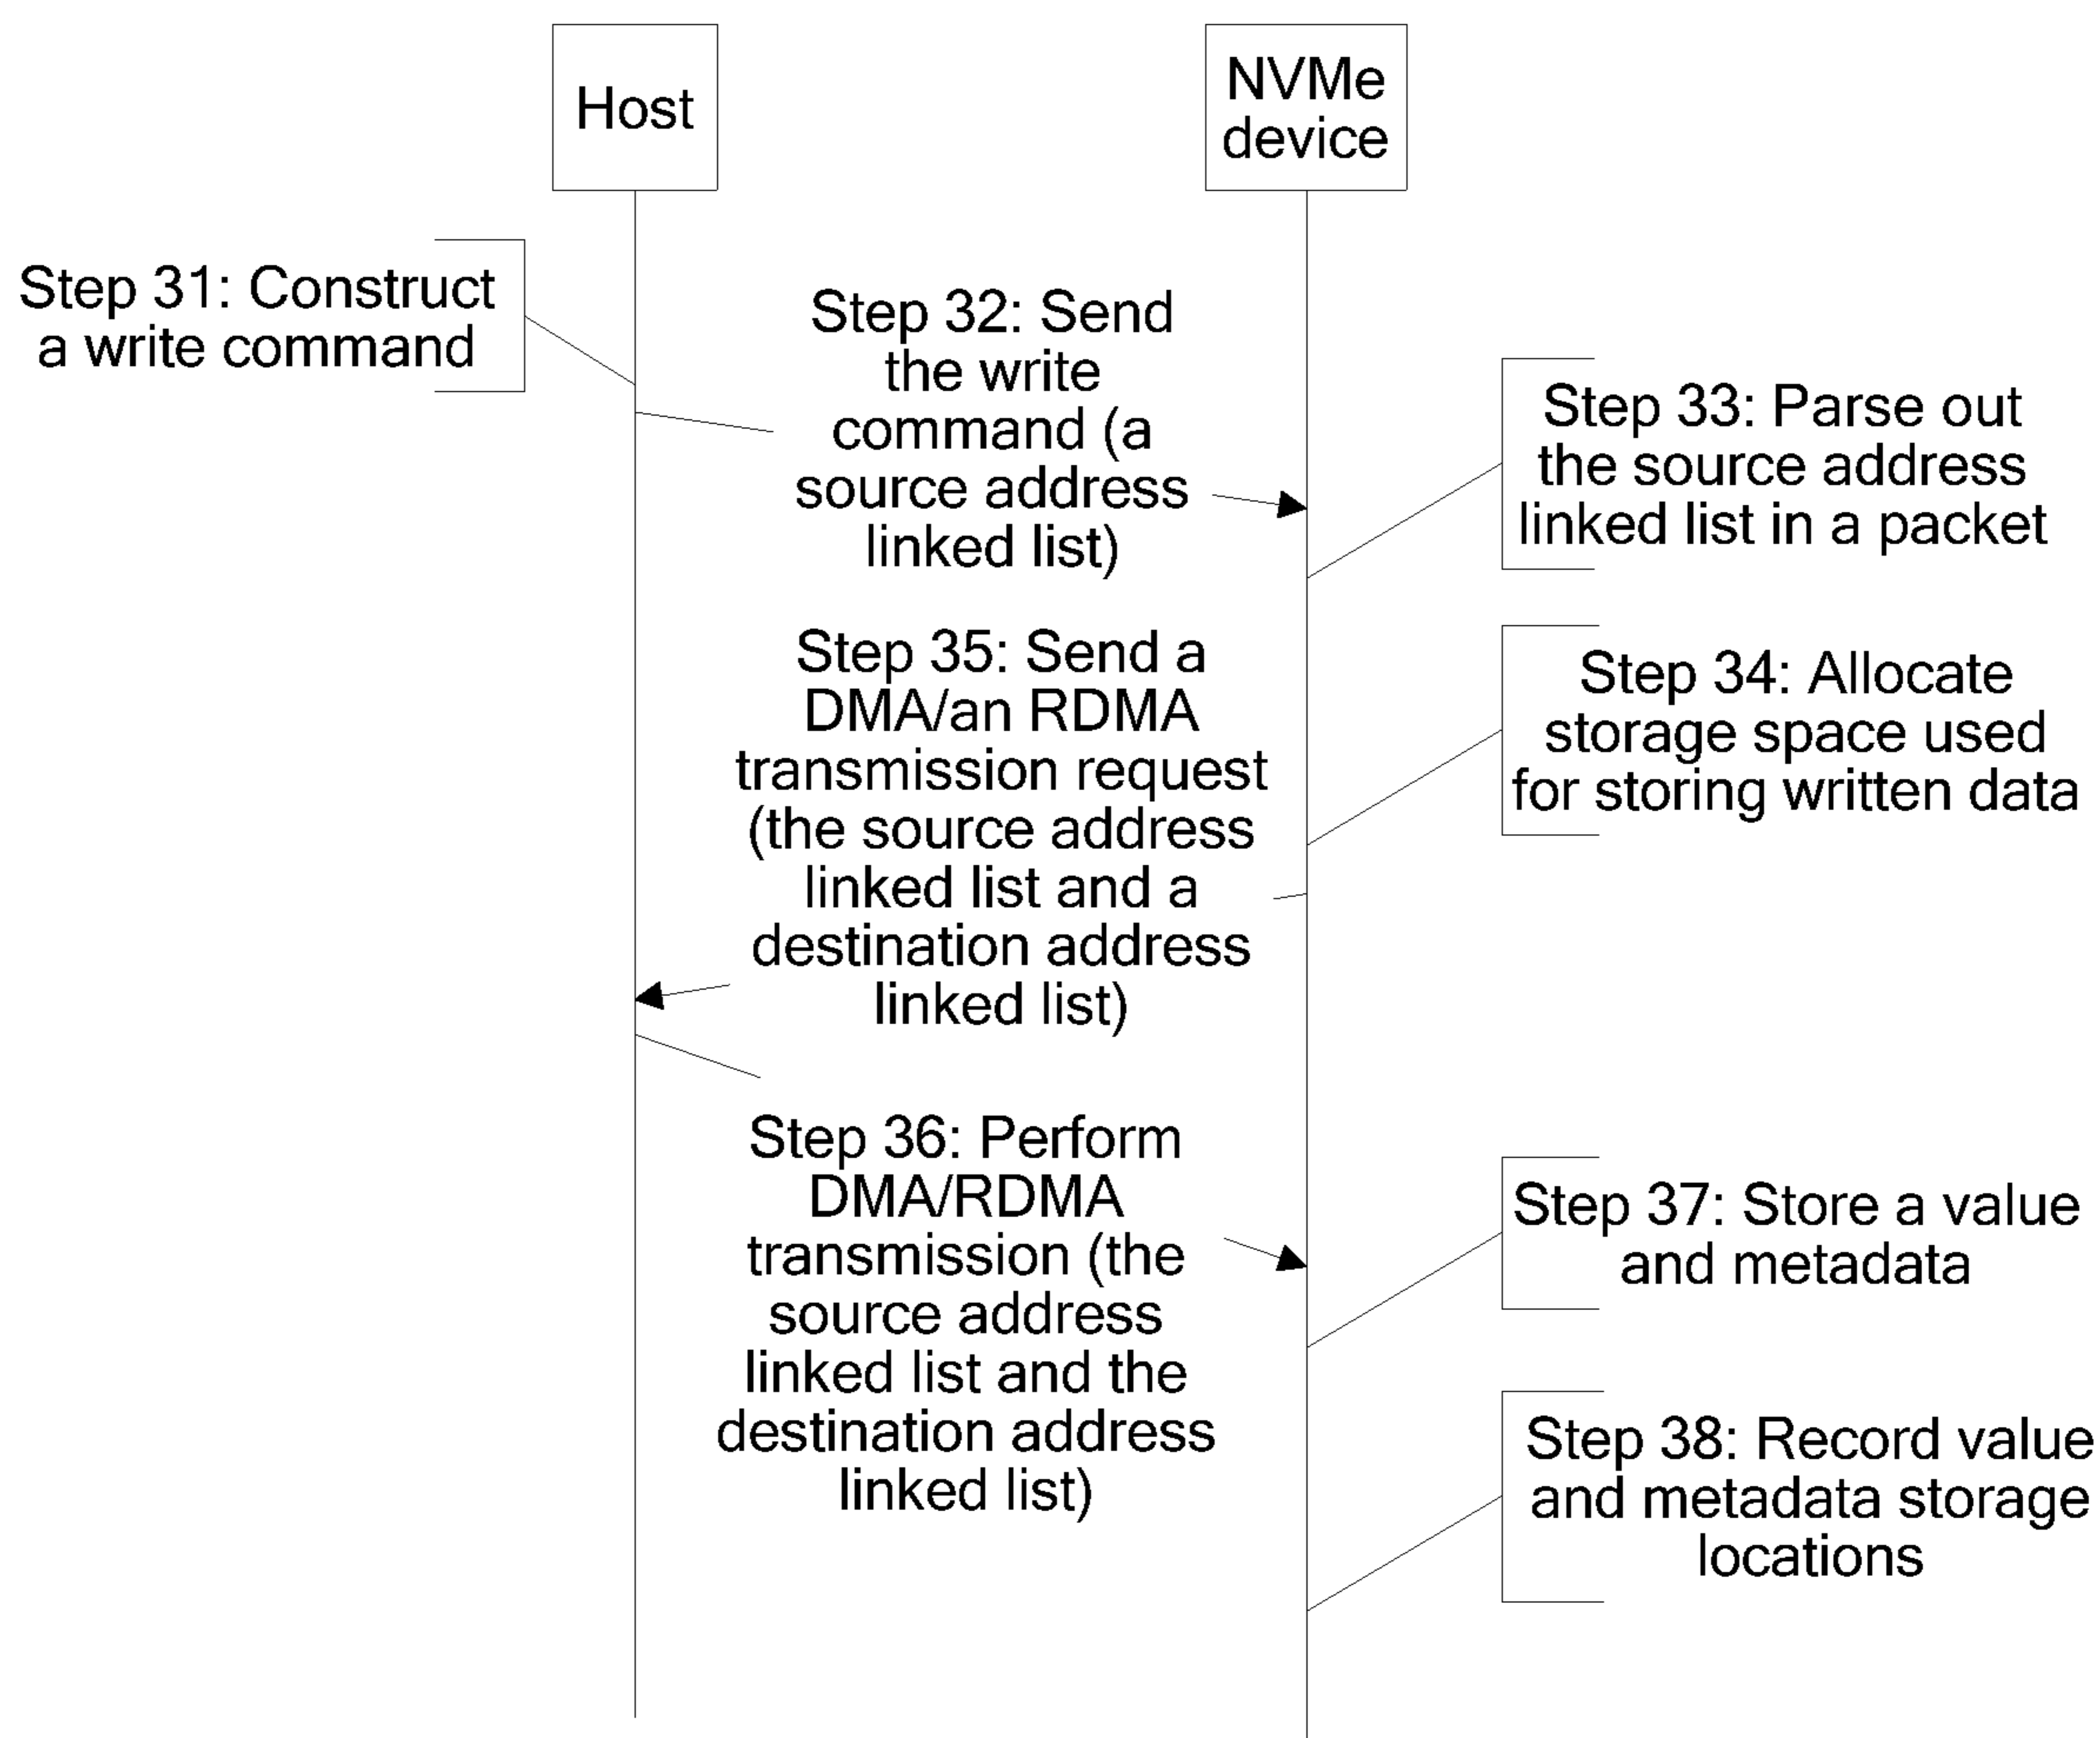 Host
NVMe
device
Step 31: Construct
a write command
Step 32: Send
the write
command (a
source address
linked list)
Step 33: Parse out
the source address
linked list in a packet
Step 34: Allocate
storage space used
for storing written data
Step 35: Send a
DMA/an RDMA
transmission request
(the source address
linked list and a
destination address
linked list)
Step 36: Perform
DMA/RDMA
transmission (the
source address
linked list and the
destination address
linked list)
Step 37: Store a value
and metadata
Step 38: Record value
and metadata storage
locations